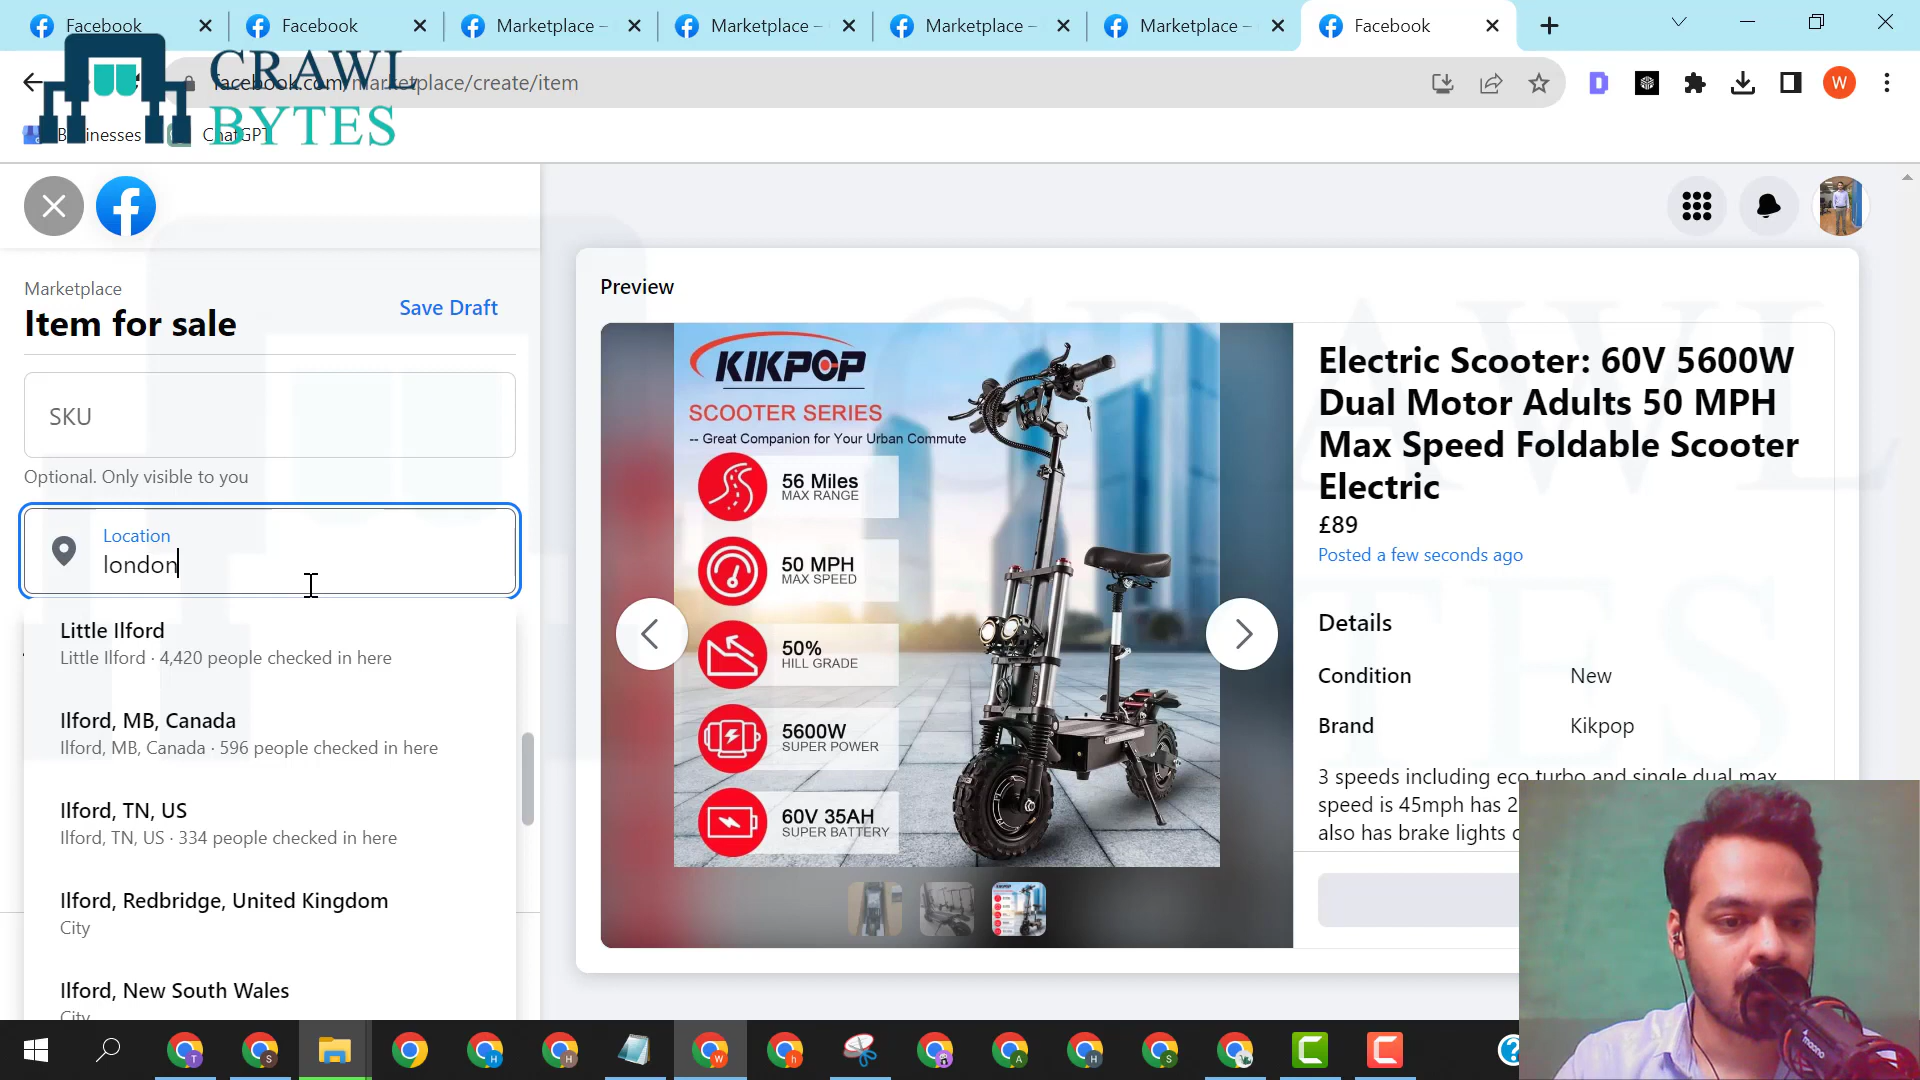 Facebook
Facebook
Marketplace –
Marketplace –
Marketplace –
Marketplace –
Facebook
CRAWL
BYTES
facebook.com/marketplace/create/item
W
Businesses
ChatGPT
Marketplace
Item for sale
Save Draft
SKU
Optional. Only visible to you
Location
london
Little Ilford
Little Ilford · 4,420 people checked in here
Ilford, MB, Canada
Ilford, MB, Canada · 596 people checked in here
Ilford, TN, US
Ilford, TN, US · 334 people checked in here
Ilford, Redbridge, United Kingdom
City
Ilford, New South Wales
City
Preview
KIKPOP
SCOOTER SERIES
-- Great Companion for Your Urban Commute
56 Miles
MAX RANGE
50 MPH
MAX SPEED
50%
HILL GRADE
5600W
SUPER POWER
60V 35AH
SUPER BATTERY
Electric Scooter: 60V 5600W
Dual Motor Adults 50 MPH
Max Speed Foldable Scooter
Electric
£89
Posted a few seconds ago
Details
Condition New
Brand Kikpop
3 speeds including eco turbo and single dual max
speed is 45mph has 2
also has brake lights